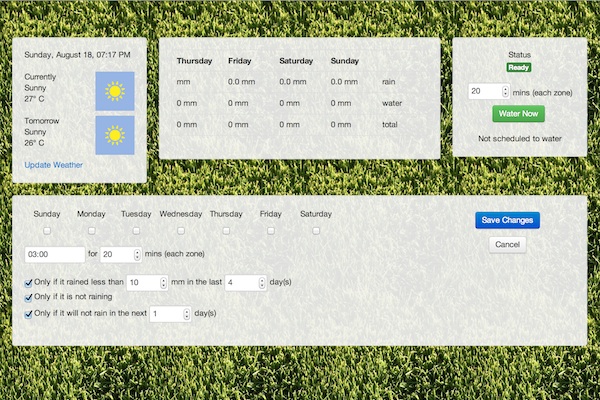 Sunday, August 18, 07:17 PM
Currently
Sunny
27° C
Tomorrow
Sunny
26° C
Update Weather
Thursday Friday Saturday Sunday
mm 0.0 mm 0.0 mm 0.0 mm rain
0 mm 0 mm 0 mm 0 mm water
0 mm 0 mm 0 mm 0 mm total
Status
Ready
20 mins (each zone)
Water Now
Not scheduled to water
Sunday Monday Tuesday Wednesday Thursday Friday Saturday
03:00 for 20 mins (each zone)
Only if it rained less than 10 mm in the last 4 day(s)
Only if it is not raining
Only if it will not rain in the next 1 day(s)
Save Changes
Cancel